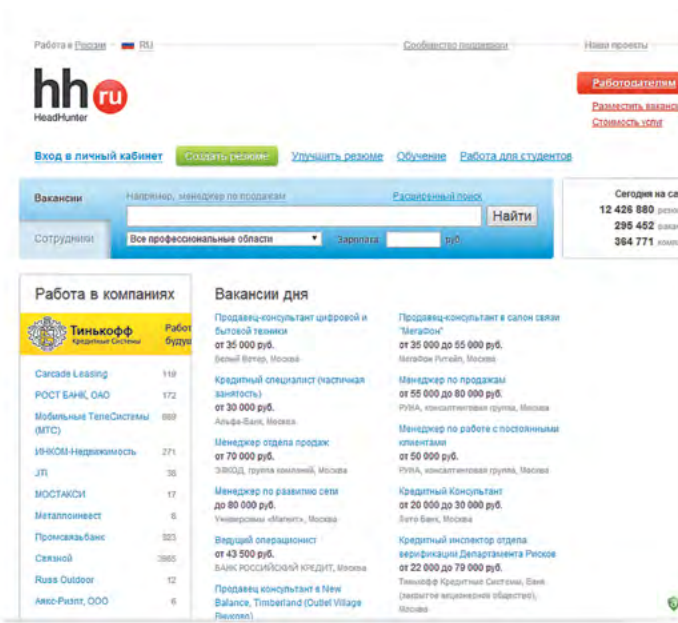 Работа в России
RU
Сообщество поддержки
Наши проекты
hh ru
HeadHunter
Работодателям
Разместить ваканс
Стоимость услуг
Вход в личный кабинет
Создать резюме
Улучшить резюме
Обучение
Работа для студентов
Вакансии
Например, менеджер по продажам
Расширенный поиск
Найти
Сотрудники
Все профессиональные области
Зарплата
руб.
Сегодня на са
12 426 880 резю
295 452 вака
364 771 комп
Работа в компаниях
Тинькофф
Кредитные Системы
Работ
будущ
Carcade Leasing 119
РОСТ БАНК, ОАО 172
Мобильные ТелеСистемы
(МТС)
ИНКОМ-Недвижимость 271
JTI
МОСТАКСИ 17
Металлоинвест 6
Промсвязьбанк
Связной
Russ Outdoor 12
Аякс-Риэлт, ООО 6
Вакансии дня
Продавец-консультант цифровой и
бытовой техники
от 35 000 руб.
Белый Ветер, Москва
Кредитный специалист (частичная
занятость)
от 30 000 руб.
Альфа-Банк, Москва
Менеджер отдела продаж
от 70 000 руб.
группа компаний, Москва
Менеджер по развитию сети
до 80 000 руб.
Универсамы «Магнит», Москва
Ведущий операционист
от 43 500 руб.
БАНК РОССИЙСКИЙ КРЕДИТ, Москва
Продавец консультант в New
Balance, Timberland (Outlet Village
Продавец-консультант в салон связи
"МегаФон"
от 35 000 до 55 000 руб.
МегаФон Ритейл, Москва
Менеджер по продажам
от 55 000 до 80 000 руб.
РУНА, консалтинговая группа, Москва
Менеджер по работе с постоянными
клиентами
от 50 000 руб.
РУНА, консалтинговая группа, Москва
Кредитный Консультант
от 20 000 до 30 000 руб.
Лето Банк, Москва
Кредитный инспектор отдела
верификации Департамента Рисков
от 22 000 до 79 000 руб.
Тинькофф Кредитные Системы, Банк
(закрытое акционерное общество),
Москва